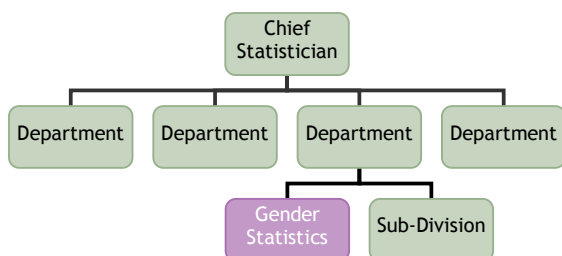 Chief
Statistician
Department
Department
Department
Department
Gender
Statistics
Sub-Division